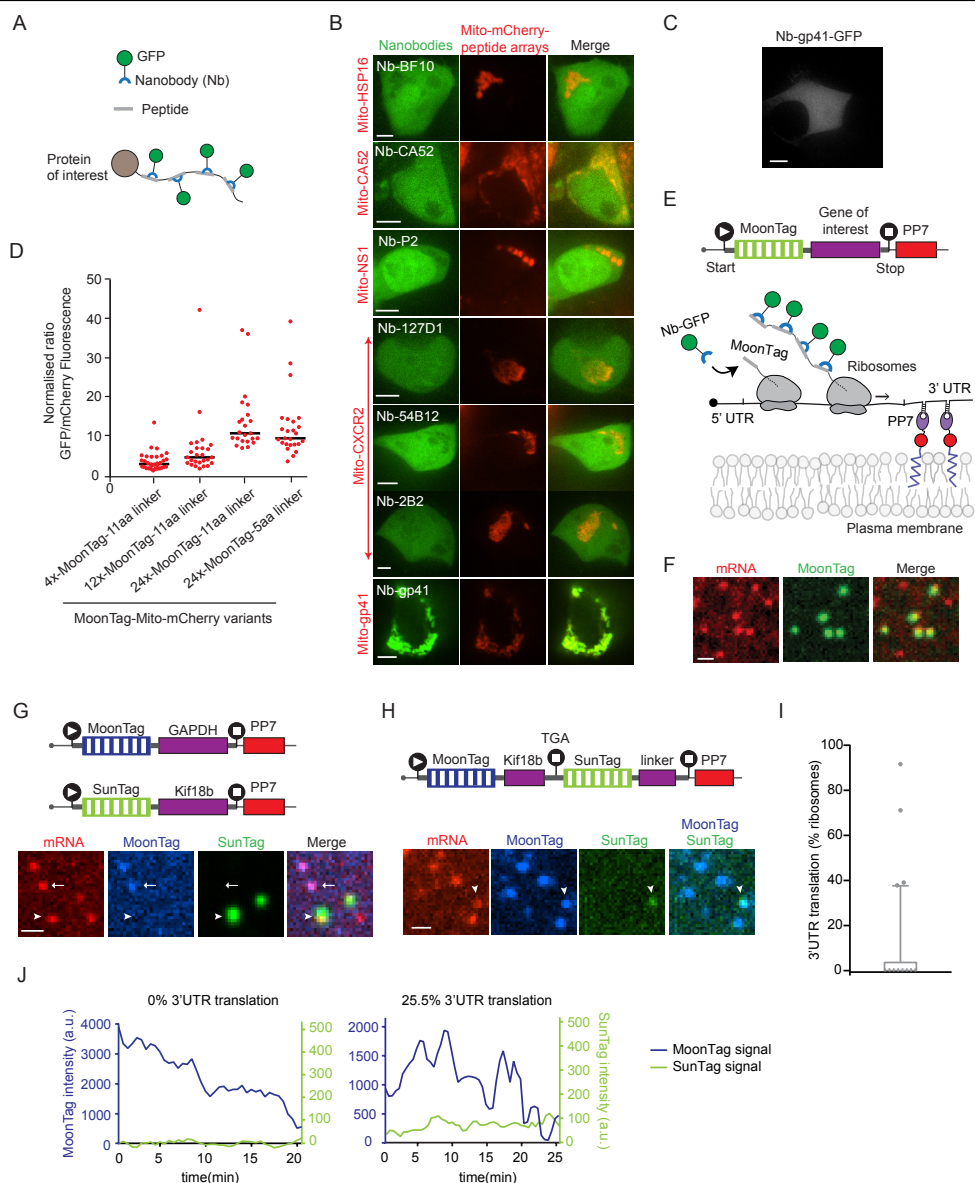 A
GFP
Nanobody (Nb)
Peptide
Protein
of interest
B
Nanobodies
Mito-mCherry-
peptide arrays
Merge
Mito-HSP16
Nb-BF10
Mito-CA52
Nb-CA52
Mito-NS1
Nb-P2
Mito-CXCR2
Nb-127D1
Nb-54B12
Nb-2B2
Mito-gp41
Nb-gp41
C
Nb-gp41-GFP
D
Normalised ratio
GFP/mCherry Fluorescence
50
40
30
20
10
0
0
4x-MoonTag-11aa linker
12x-MoonTag-11aa linker
24x-MoonTag-11aa linker
24x-MoonTag-5aa linker
MoonTag-Mito-mCherry variants
E
MoonTag
Gene of
interest
PP7
Start
Stop
Nb-GFP
MoonTag
Ribosomes
5' UTR
3' UTR
PP7
Plasma membrane
F
mRNA
MoonTag
Merge
G
MoonTag
GAPDH
PP7
SunTag
Kif18b
PP7
mRNA
MoonTag
SunTag
Merge
H
TGA
MoonTag
Kif18b
SunTag
linker
PP7
mRNA
MoonTag
SunTag
MoonTag
SunTag
I
3'UTR translation (% ribosomes)
100
80
60
40
20
0
J
0% 3'UTR translation
MoonTag intensity (a.u.)
4000
3000
2000
1000
0
500
400
300
200
100
0
0 5 10 15 20
time(min)
25.5% 3'UTR translation
2000
1500
1000
500
0
500
400
300
200
100
0
SunTag intensity (a.u.)
0 5 10 15 20 25
time(min)
MoonTag signal
SunTag signal